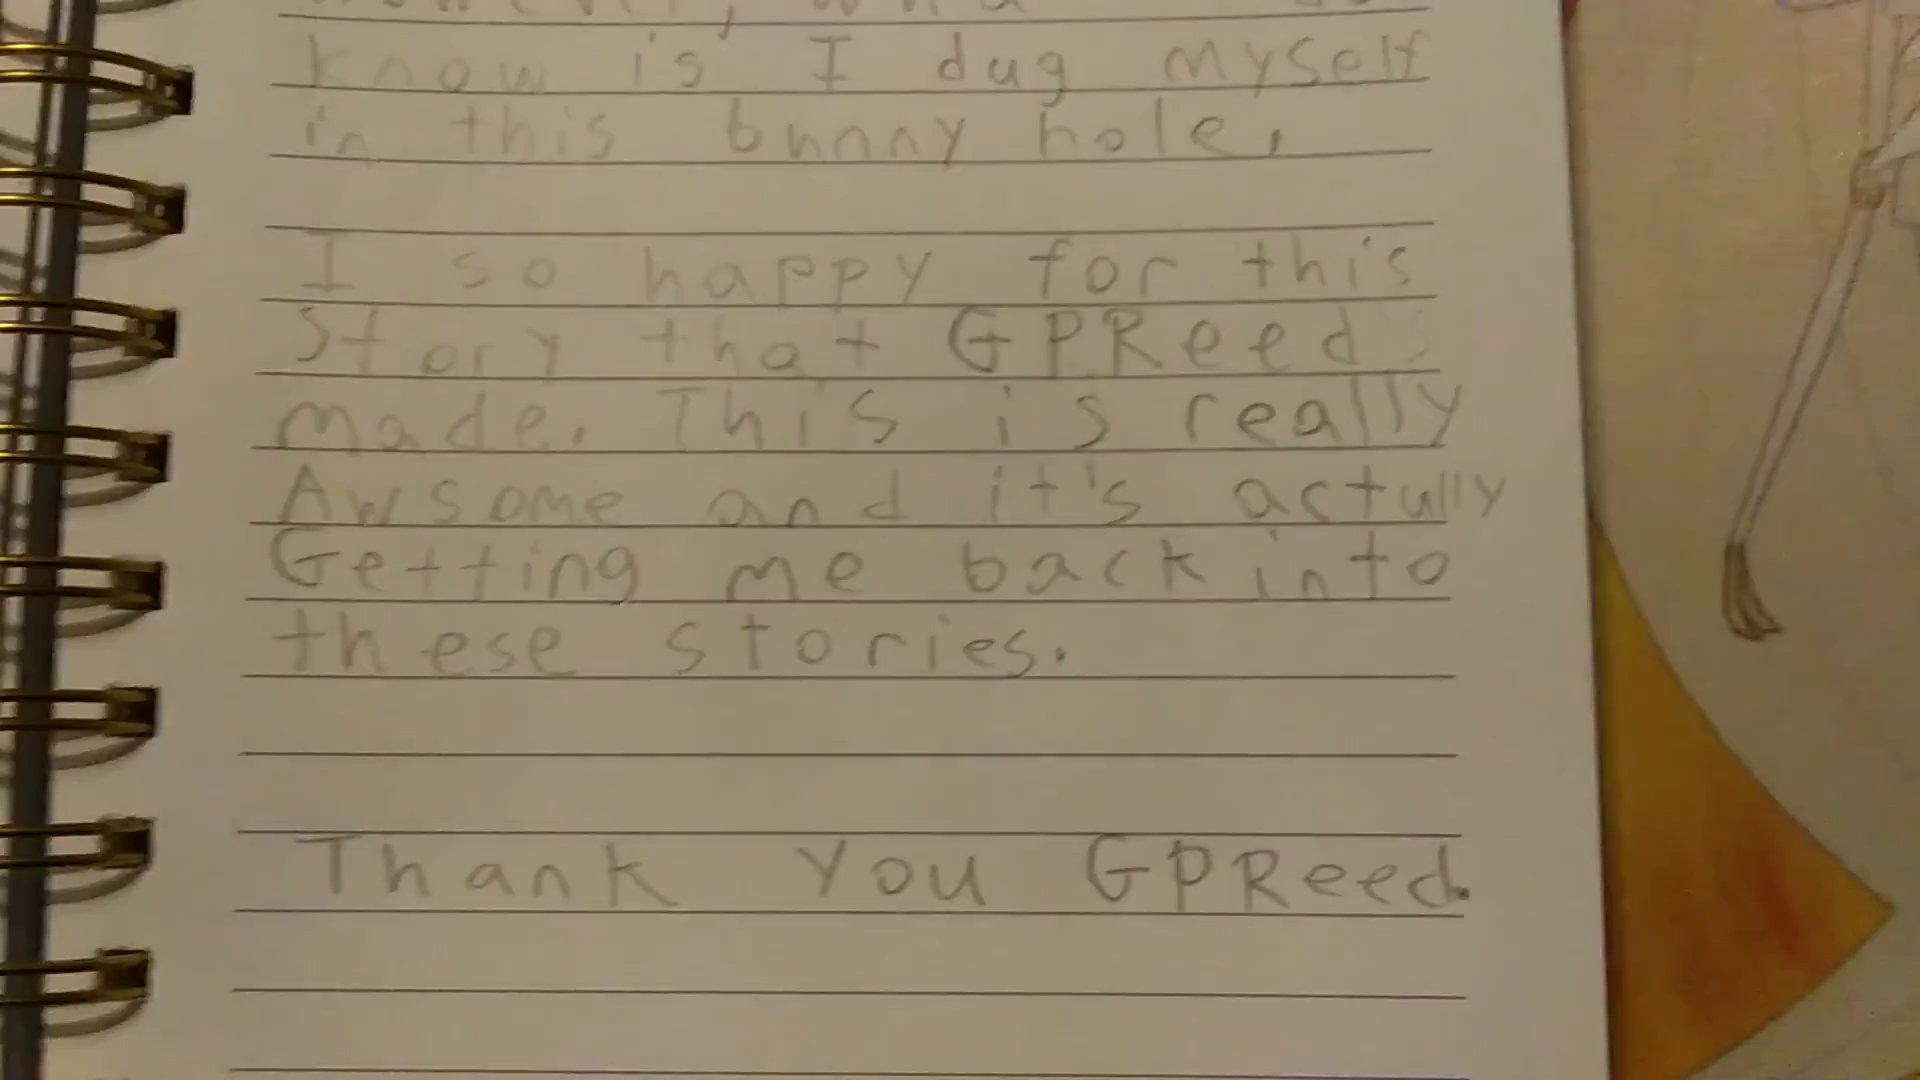 know is I dug myself
in this bunny hole.
I so happy for this
Story that GPReed
made. This is really
Awsome and it's actully
Getting me back into
these stories.
Thank You GPReed.